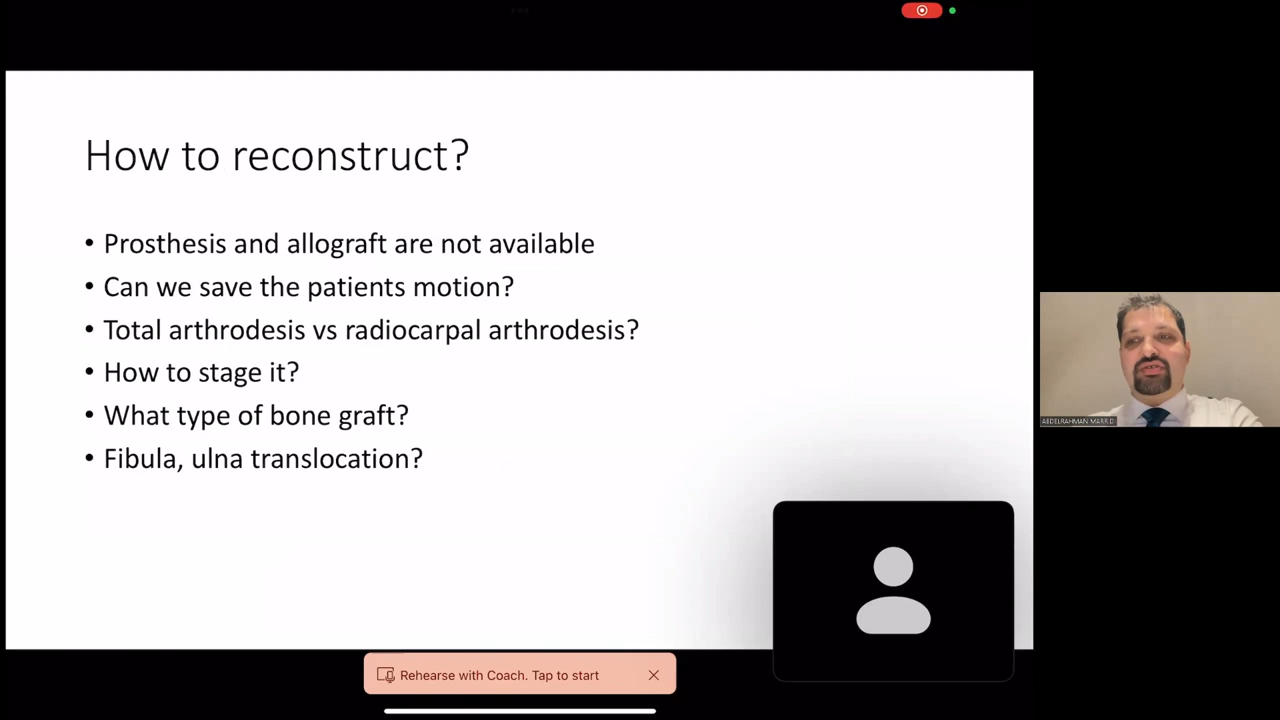 How to reconstruct?
• Prosthesis and allograft are not available
• Can we save the patients motion?
• Total arthrodesis vs radiocarpal arthrodesis?
• How to stage it?
• What type of bone graft?
• Fibula, ulna translocation?
Rehearse with Coach. Tap to start